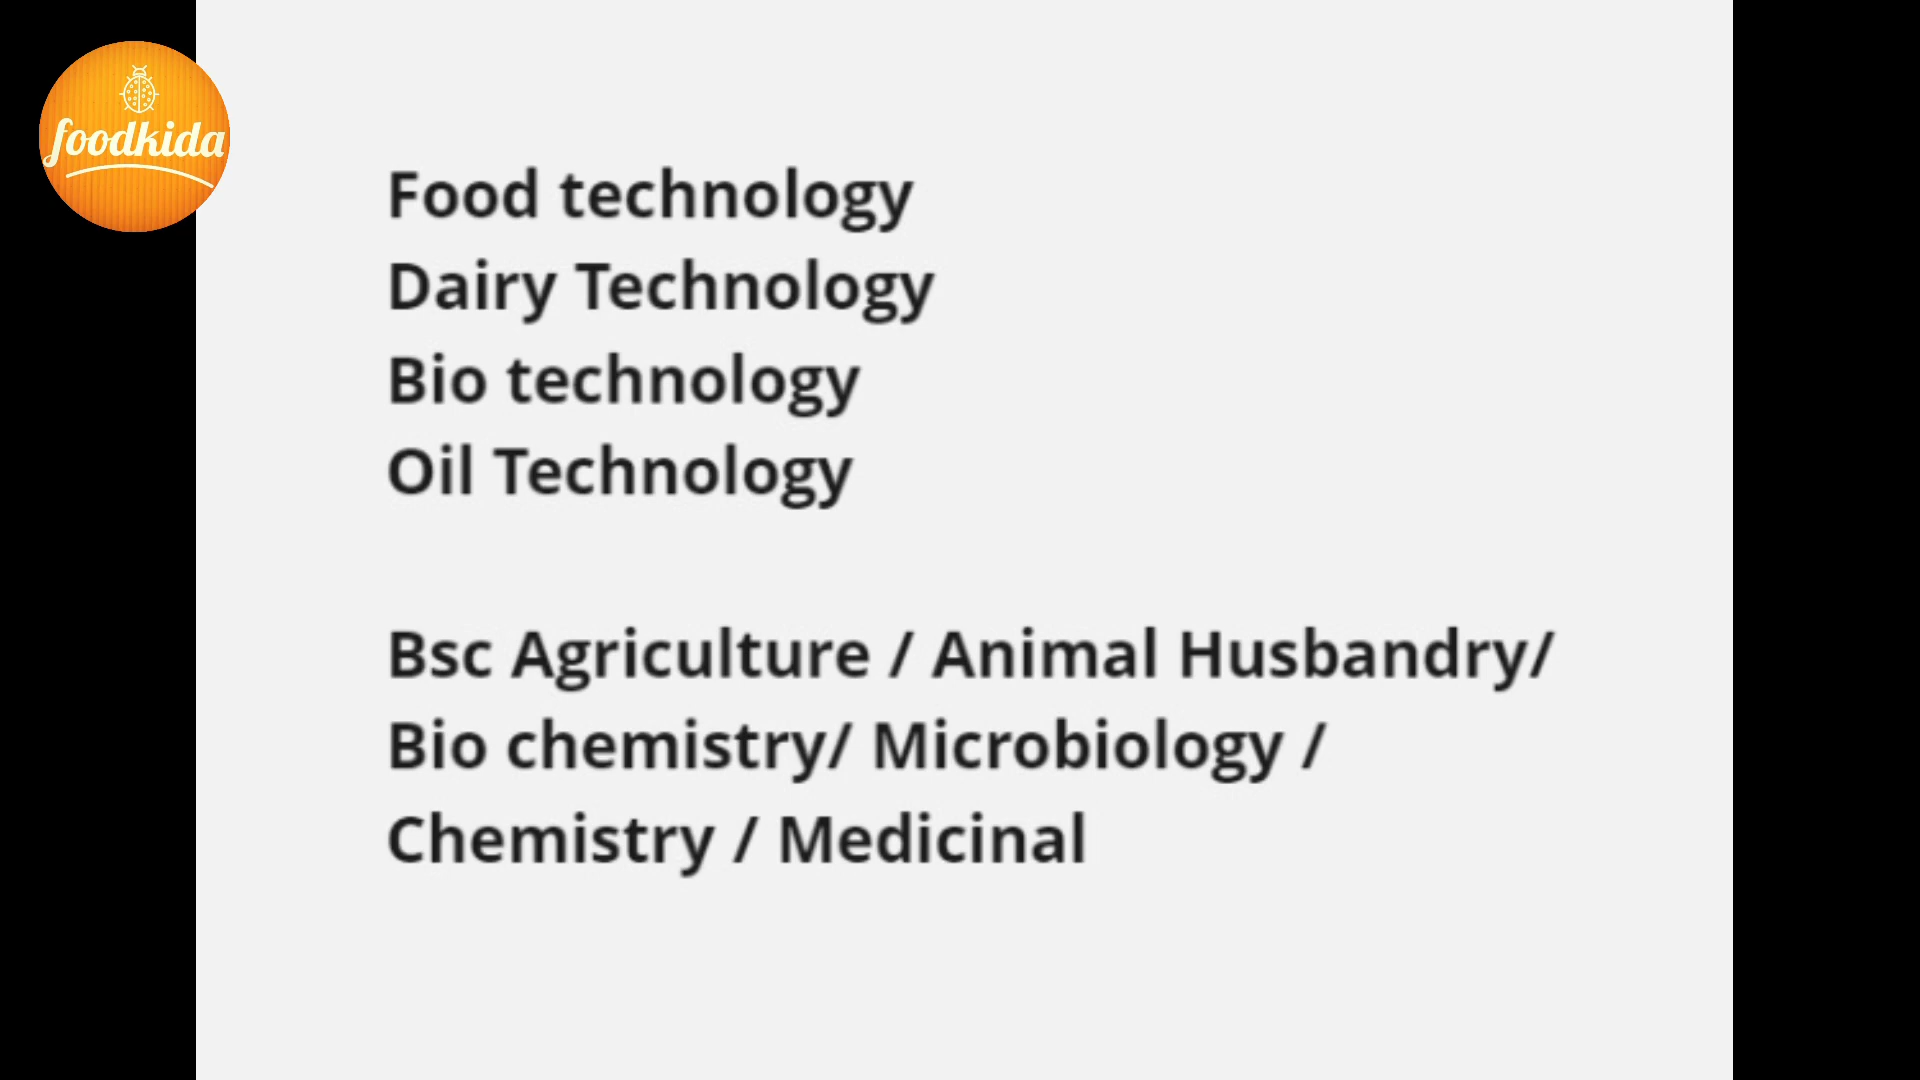 foodkida
Food technology
Dairy Technology
Bio technology
Oil Technology
Bsc Agriculture / Animal Husbandry/
Bio chemistry/ Microbiology /
Chemistry / Medicinal